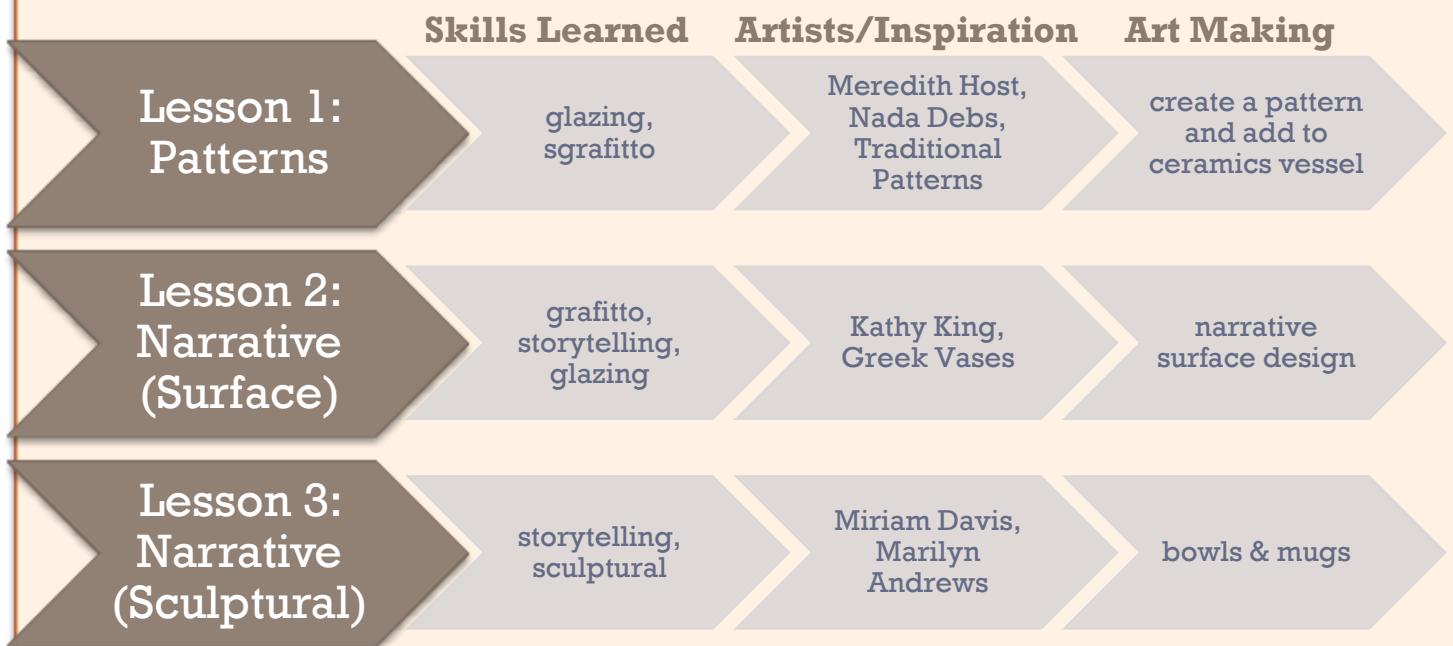 Skills Learned Artists/Inspiration Art Making
Lesson 1:
Patterns
glazing,
sgrafitto
Meredith Host,
Nada Debs,
Traditional
Patterns
create a pattern
and add to
ceramics vessel
Lesson 2:
Narrative
(Surface)
grafitto,
storytelling,
glazing
Kathy King,
Greek Vases
narrative
surface design
Lesson 3:
Narrative
(Sculptural)
storytelling,
sculptural
Miriam Davis,
Marilyn
Andrews
bowls & mugs